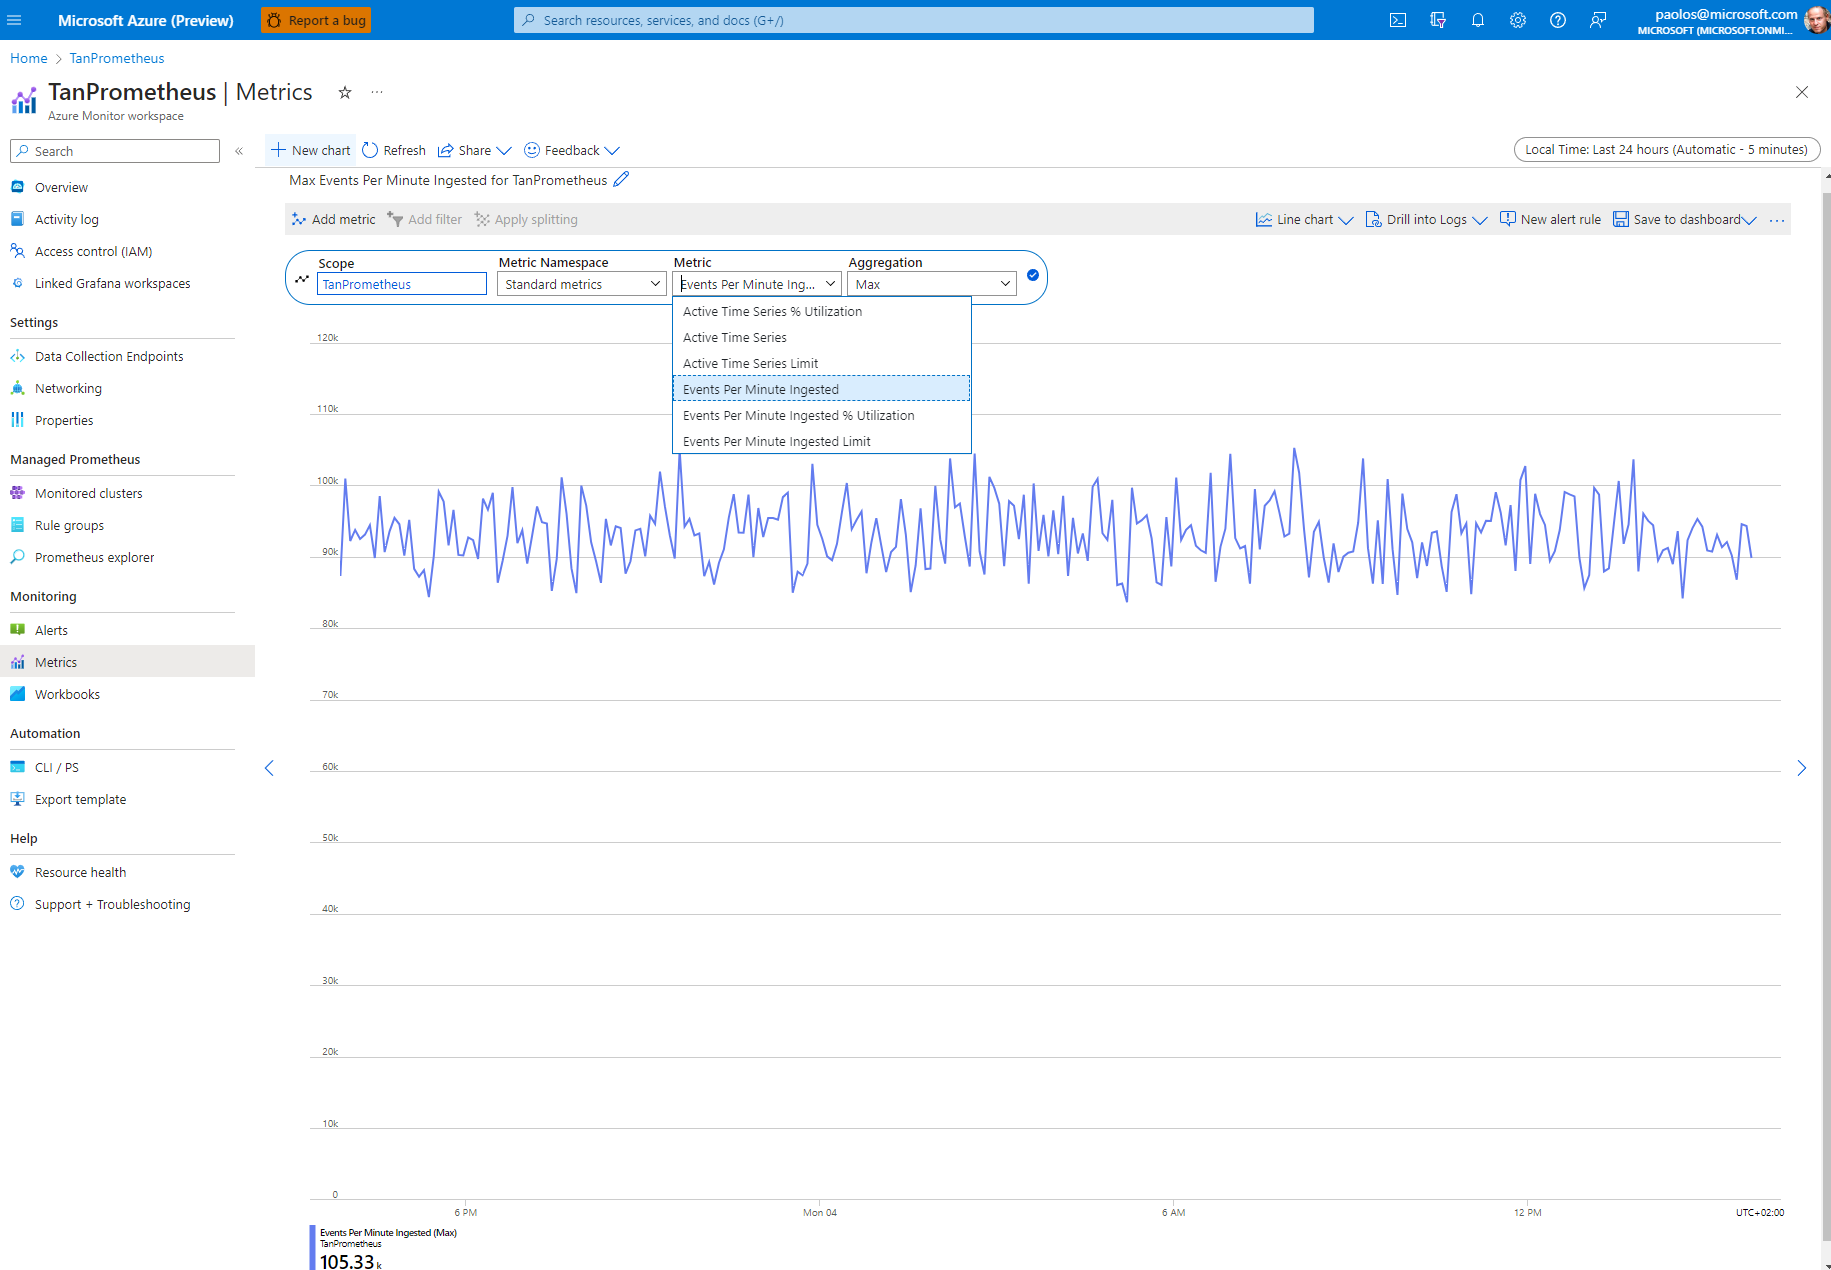 Microsoft Azure (Preview)
Report a bug
Search resources, services, and docs (G+/)
paolos@microsoft.com
MICROSOFT (MICROSOFT.ONMI...
Home > TanPrometheus
TanPrometheus | Metrics
Azure Monitor workspace
Search
Overview
Activity log
Access control (IAM)
Linked Grafana workspaces
Settings
Data Collection Endpoints
Networking
Properties
Managed Prometheus
Monitored clusters
Rule groups
Prometheus explorer
Monitoring
Alerts
Metrics
Workbooks
Automation
CLI / PS
Export template
Help
Resource health
Support + Troubleshooting
New chart Refresh Share Feedback
Local Time: Last 24 hours (Automatic - 5 minutes)
Max Events Per Minute Ingested for TanPrometheus
Add metric Add filter Apply splitting
Line chart Drill into Logs New alert rule Save to dashboard
Scope Metric Namespace Metric Aggregation
TanPrometheus Standard metrics Events Per Minute Ing... Max
Active Time Series % Utilization
Active Time Series
Active Time Series Limit
Events Per Minute Ingested
Events Per Minute Ingested % Utilization
Events Per Minute Ingested Limit
120k
110k
100k
90k
80k
70k
60k
50k
40k
30k
20k
10k
0
6 PM Mon 04 6 AM 12 PM UTC+02:00
Events Per Minute Ingested (Max)
TanPrometheus
105.33 k